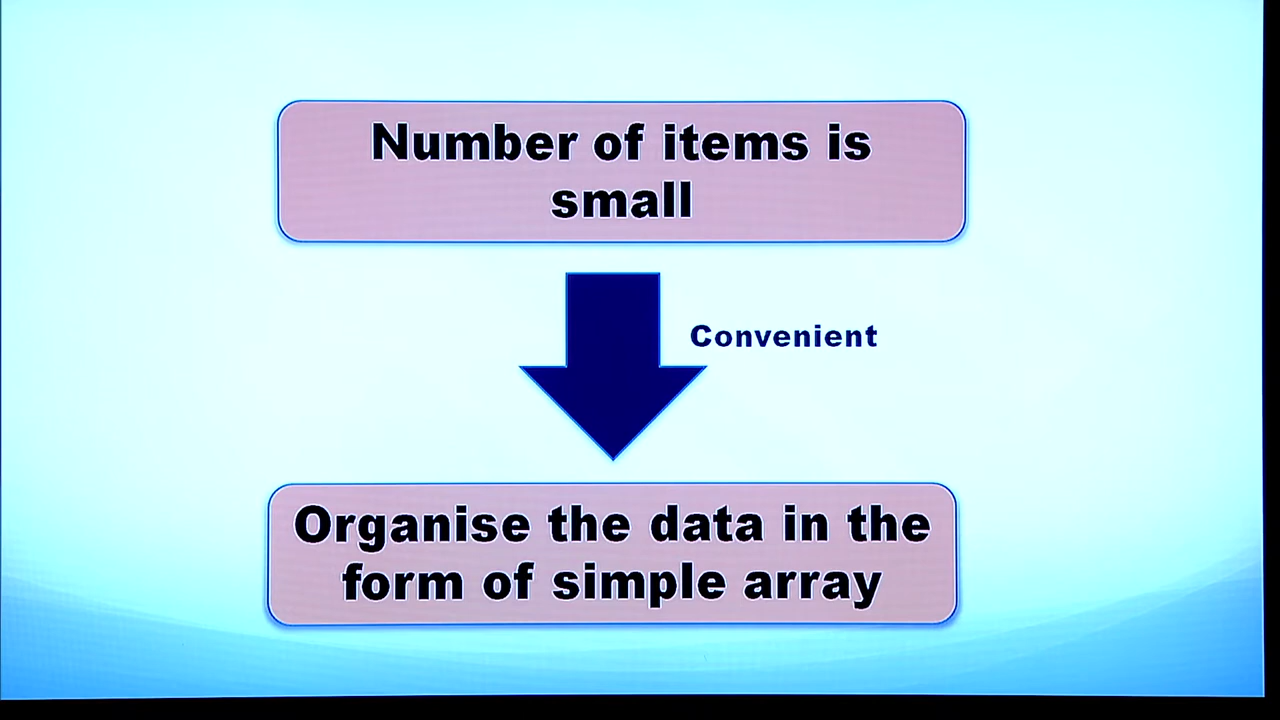 Number of items is
small
Convenient
Organise the data in the
form of simple array